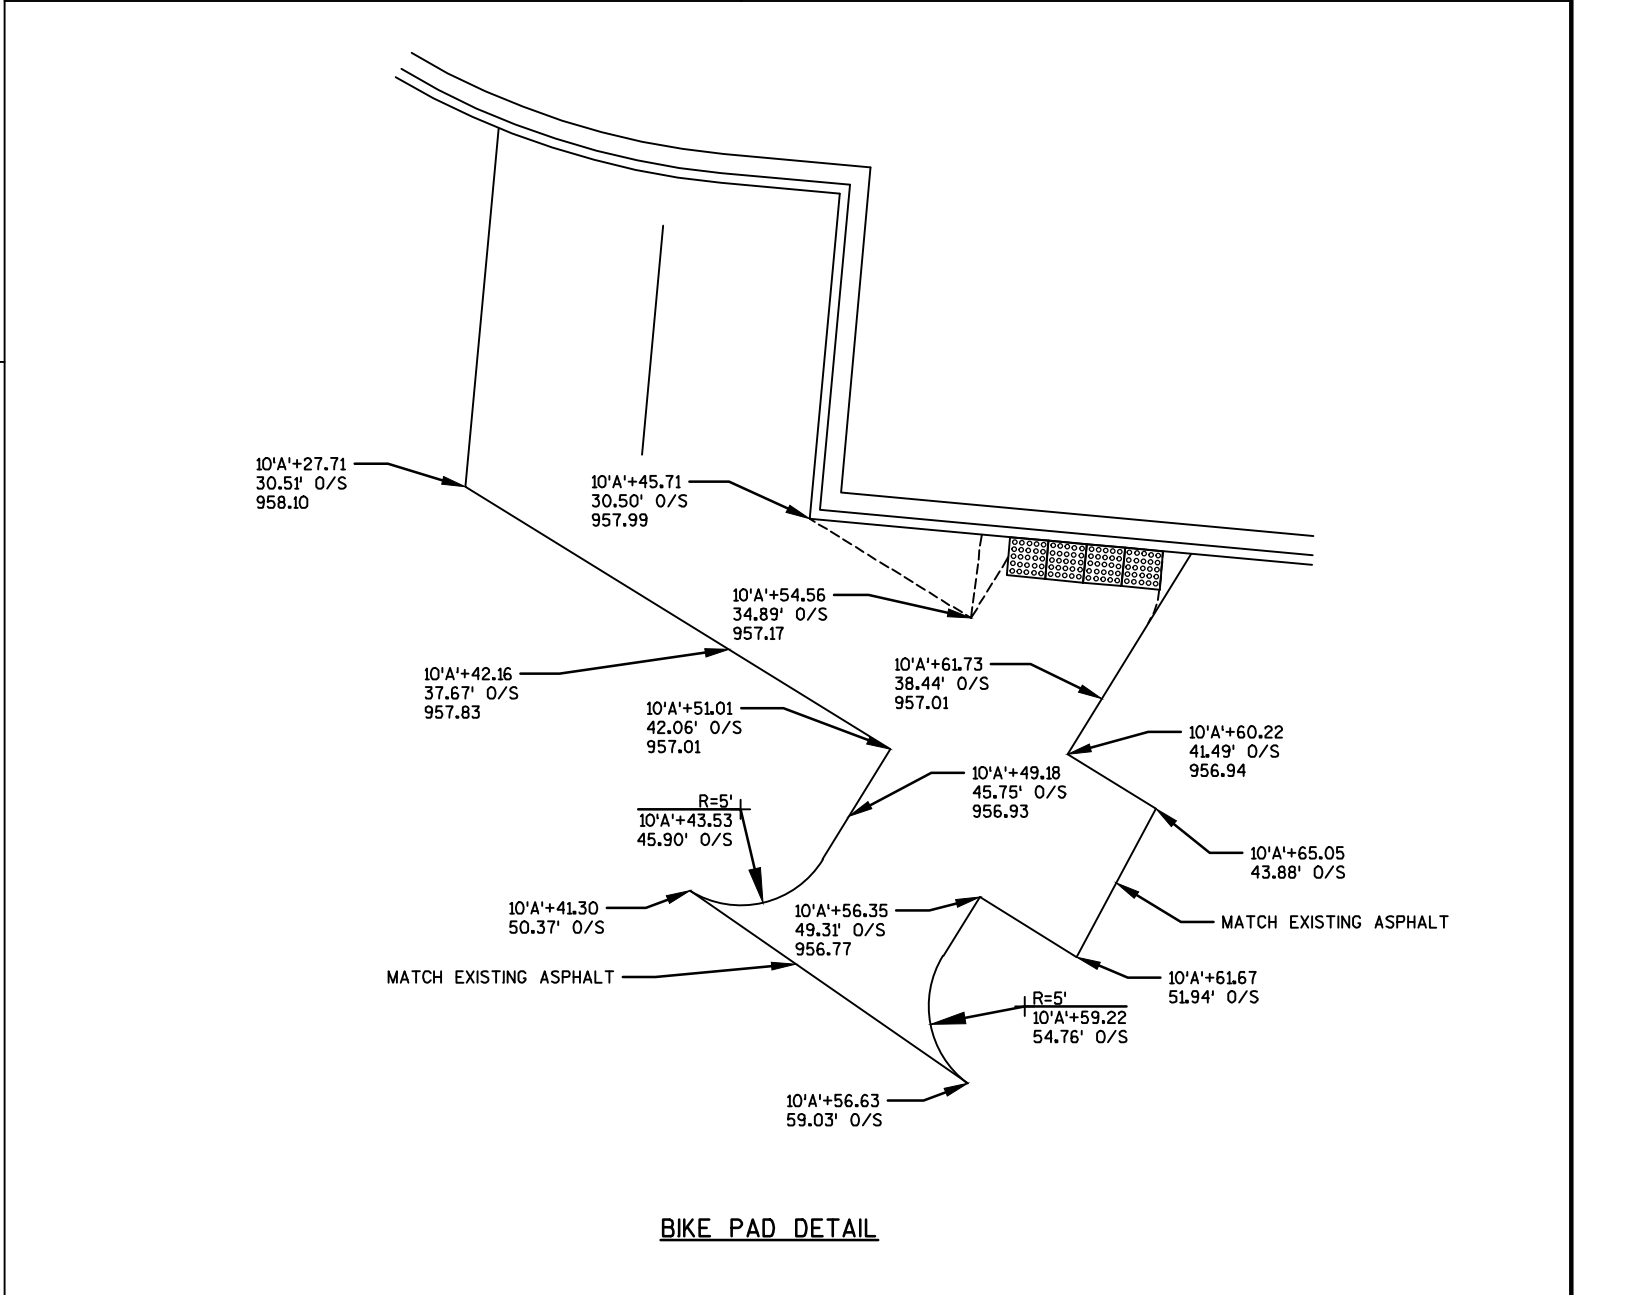 10'A'+27.71
30.51' O/S
958.10
10'A'+45.71
30.50' O/S
957.99
10'A'+54.56
34.89' O/S
957.17
10'A'+42.16
37.67' O/S
957.83
10'A'+61.73
38.44' O/S
957.01
10'A'+51.01
42.06' O/S
957.01
10'A'+60.22
41.49' O/S
956.94
10'A'+49.18
45.75' O/S
956.93
R=5'
10'A'+43.53
45.90' O/S
10'A'+65.05
43.88' O/S
10'A'+41.30
50.37' O/S
10'A'+56.35
49.31' O/S
956.77
MATCH EXISTING ASPHALT
MATCH EXISTING ASPHALT
10'A'+61.67
51.94' O/S
R=5'
10'A'+59.22
54.76' O/S
10'A'+56.63
59.03' O/S
BIKE PAD DETAIL